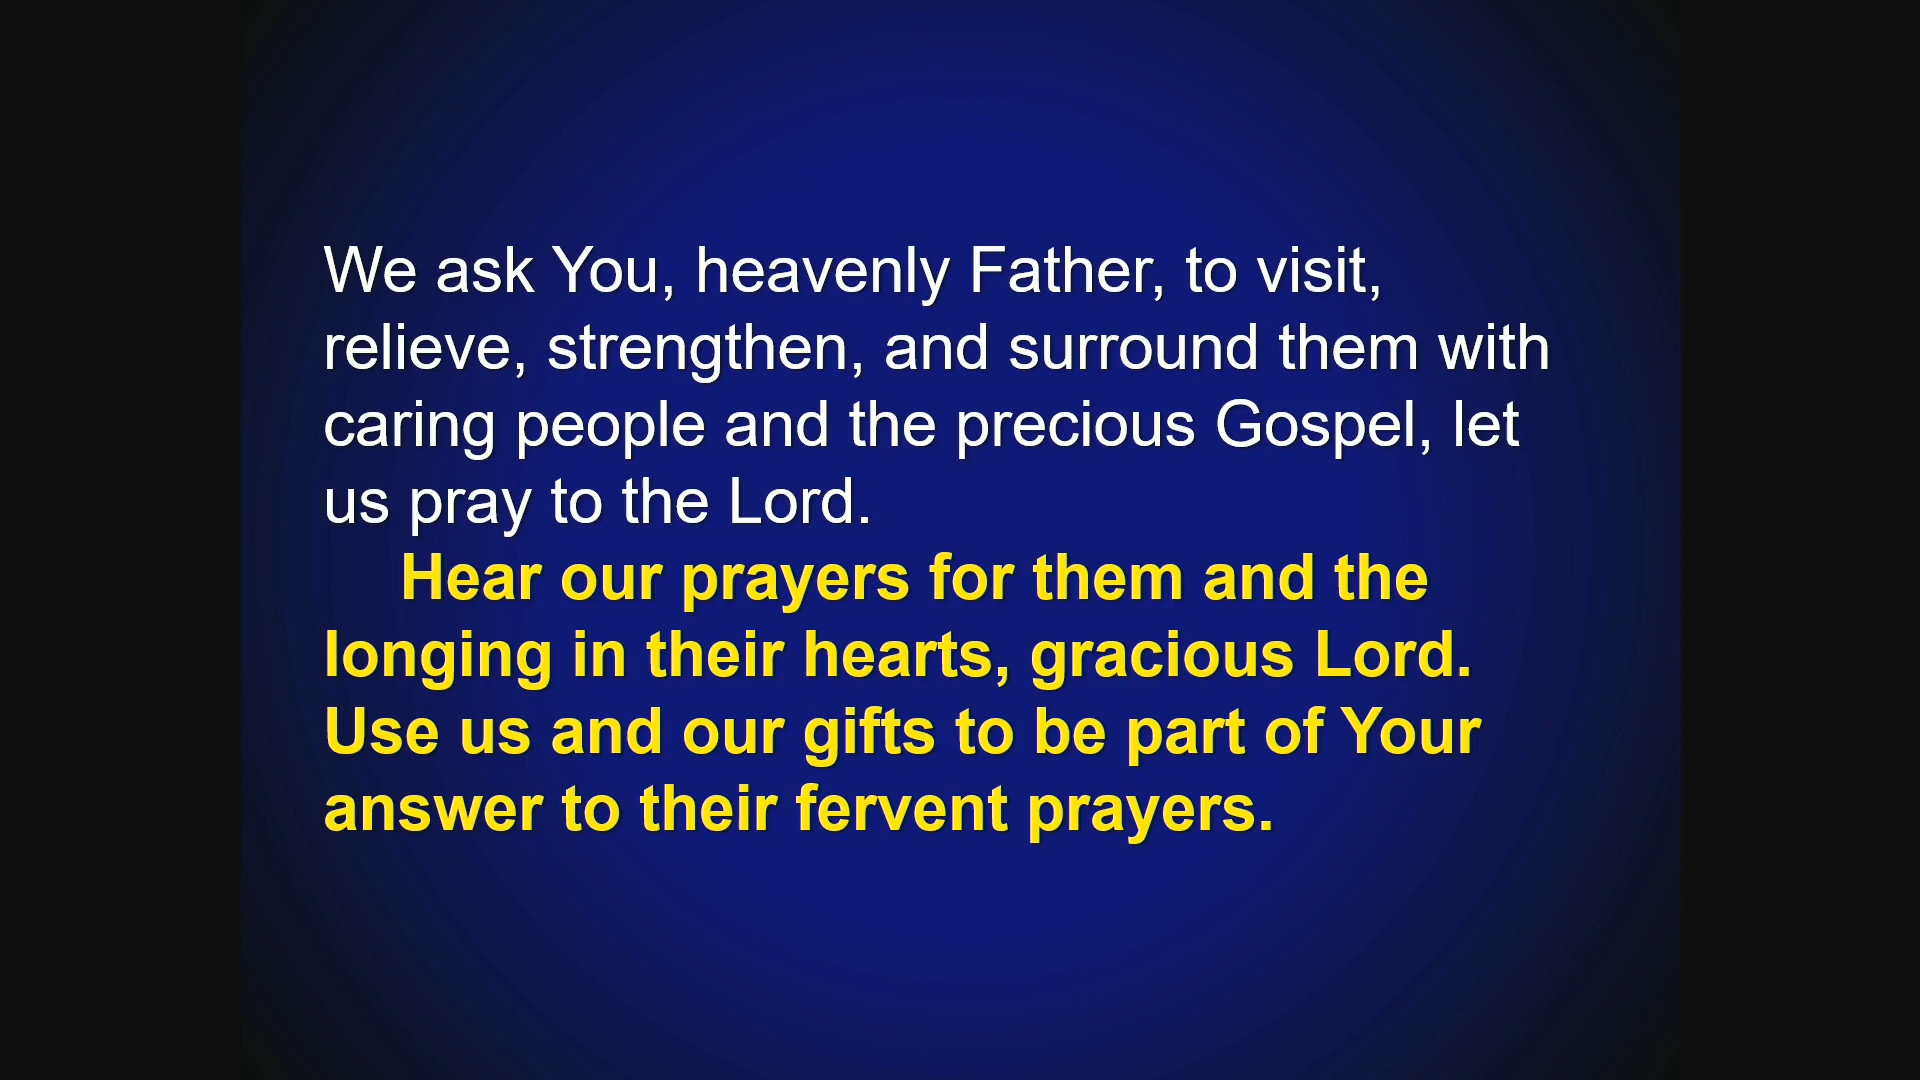 We ask You, heavenly Father, to visit,
relieve, strengthen, and surround them with
caring people and the precious Gospel, let
us pray to the Lord.
Hear our prayers for them and the
longing in their hearts, gracious Lord.
Use us and our gifts to be part of Your
answer to their fervent prayers.